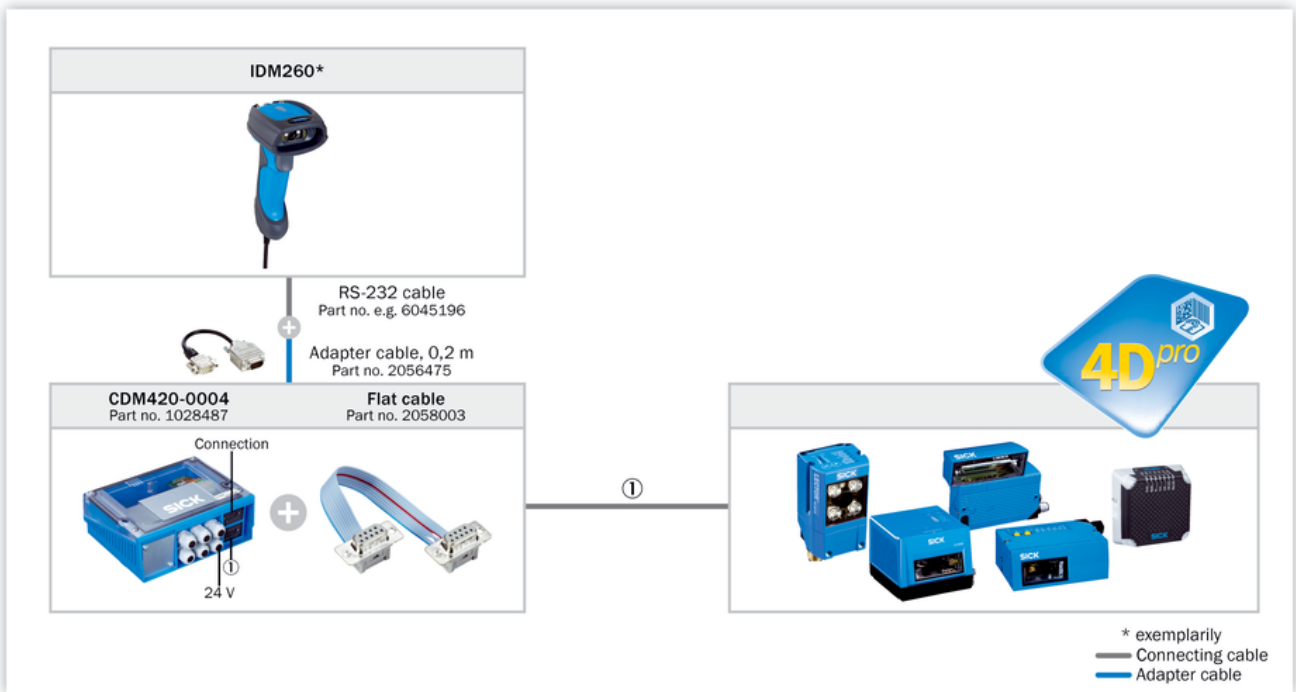 IDM260*
RS-232 cable
Part no. e.g. 6045196
Adapter cable, 0,2 m
Part no. 2056475
CDM420-0004
Part no. 1028487
Flat cable
Part no. 2058003
Connection
SICK
①
24 V
①
4Dpro
SICK
SICK
SICK
SICK
SICK
* exemplarily
Connecting cable
Adapter cable